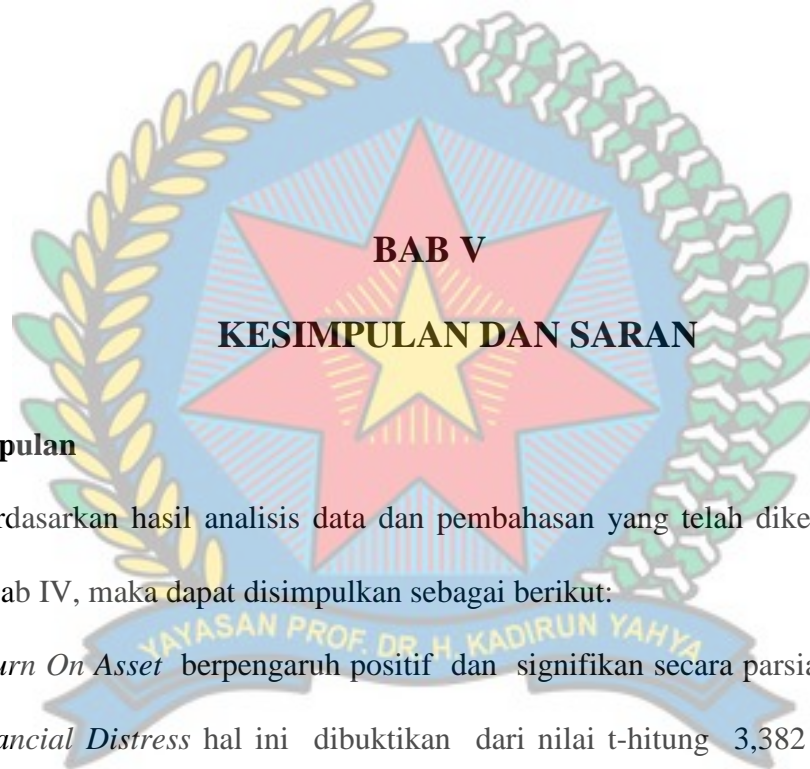 BAB V
KESIMPULAN DAN SARAN
pulan
rdasarkan hasil analisis data dan pembahasan yang telah dike
ab IV, maka dapat disimpulkan sebagai berikut:
YAYASAN PROF. DR. H. KADIRUN YAHYA
urn On Asset berpengaruh positif dan signifikan secara parsia
ancial Distress hal ini dibuktikan dari nilai t-hitung 3,382